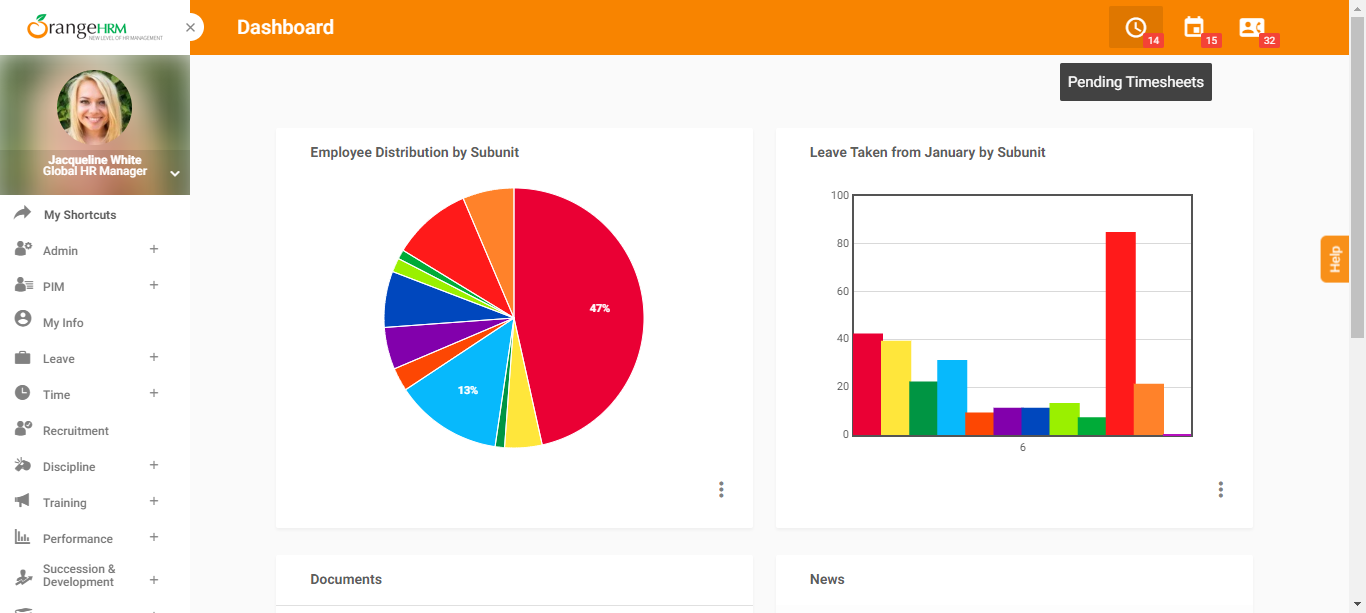 OrangeHRM
NEW LEVEL OF HR MANAGEMENT
Dashboard
14
15
32
Pending Timesheets
Jacqueline White
Global HR Manager
My Shortcuts
Admin
PIM
My Info
Leave
Time
Recruitment
Discipline
Training
Performance
Succession &
Development
Employee Distribution by Subunit
47%
13%
Leave Taken from January by Subunit
100
80
60
40
20
0
6
Help
Documents
News